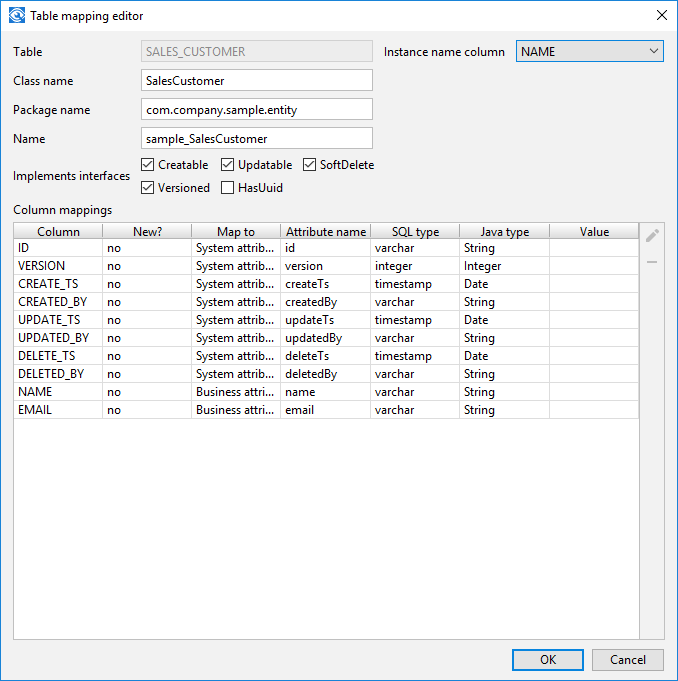 Table mapping editor
Table SALES_CUSTOMER Instance name column NAME
Class name SalesCustomer
Package name com.company.sample.entity
Name sample_SalesCustomer
Implements interfaces Creatable Updatable SoftDelete
Versioned HasUuid
Column mappings
Column New? Map to Attribute name SQL type Java type Value
ID no System attrib... id varchar String
VERSION no System attrib... version integer Integer
CREATE_TS no System attrib... createTs timestamp Date
CREATED_BY no System attrib... createdBy varchar String
UPDATE_TS no System attrib... updateTs timestamp Date
UPDATED_BY no System attrib... updatedBy varchar String
DELETE_TS no System attrib... deleteTs timestamp Date
DELETED_BY no System attrib... deletedBy varchar String
NAME no Business attri... name varchar String
EMAIL no Business attri... email varchar String
OK Cancel